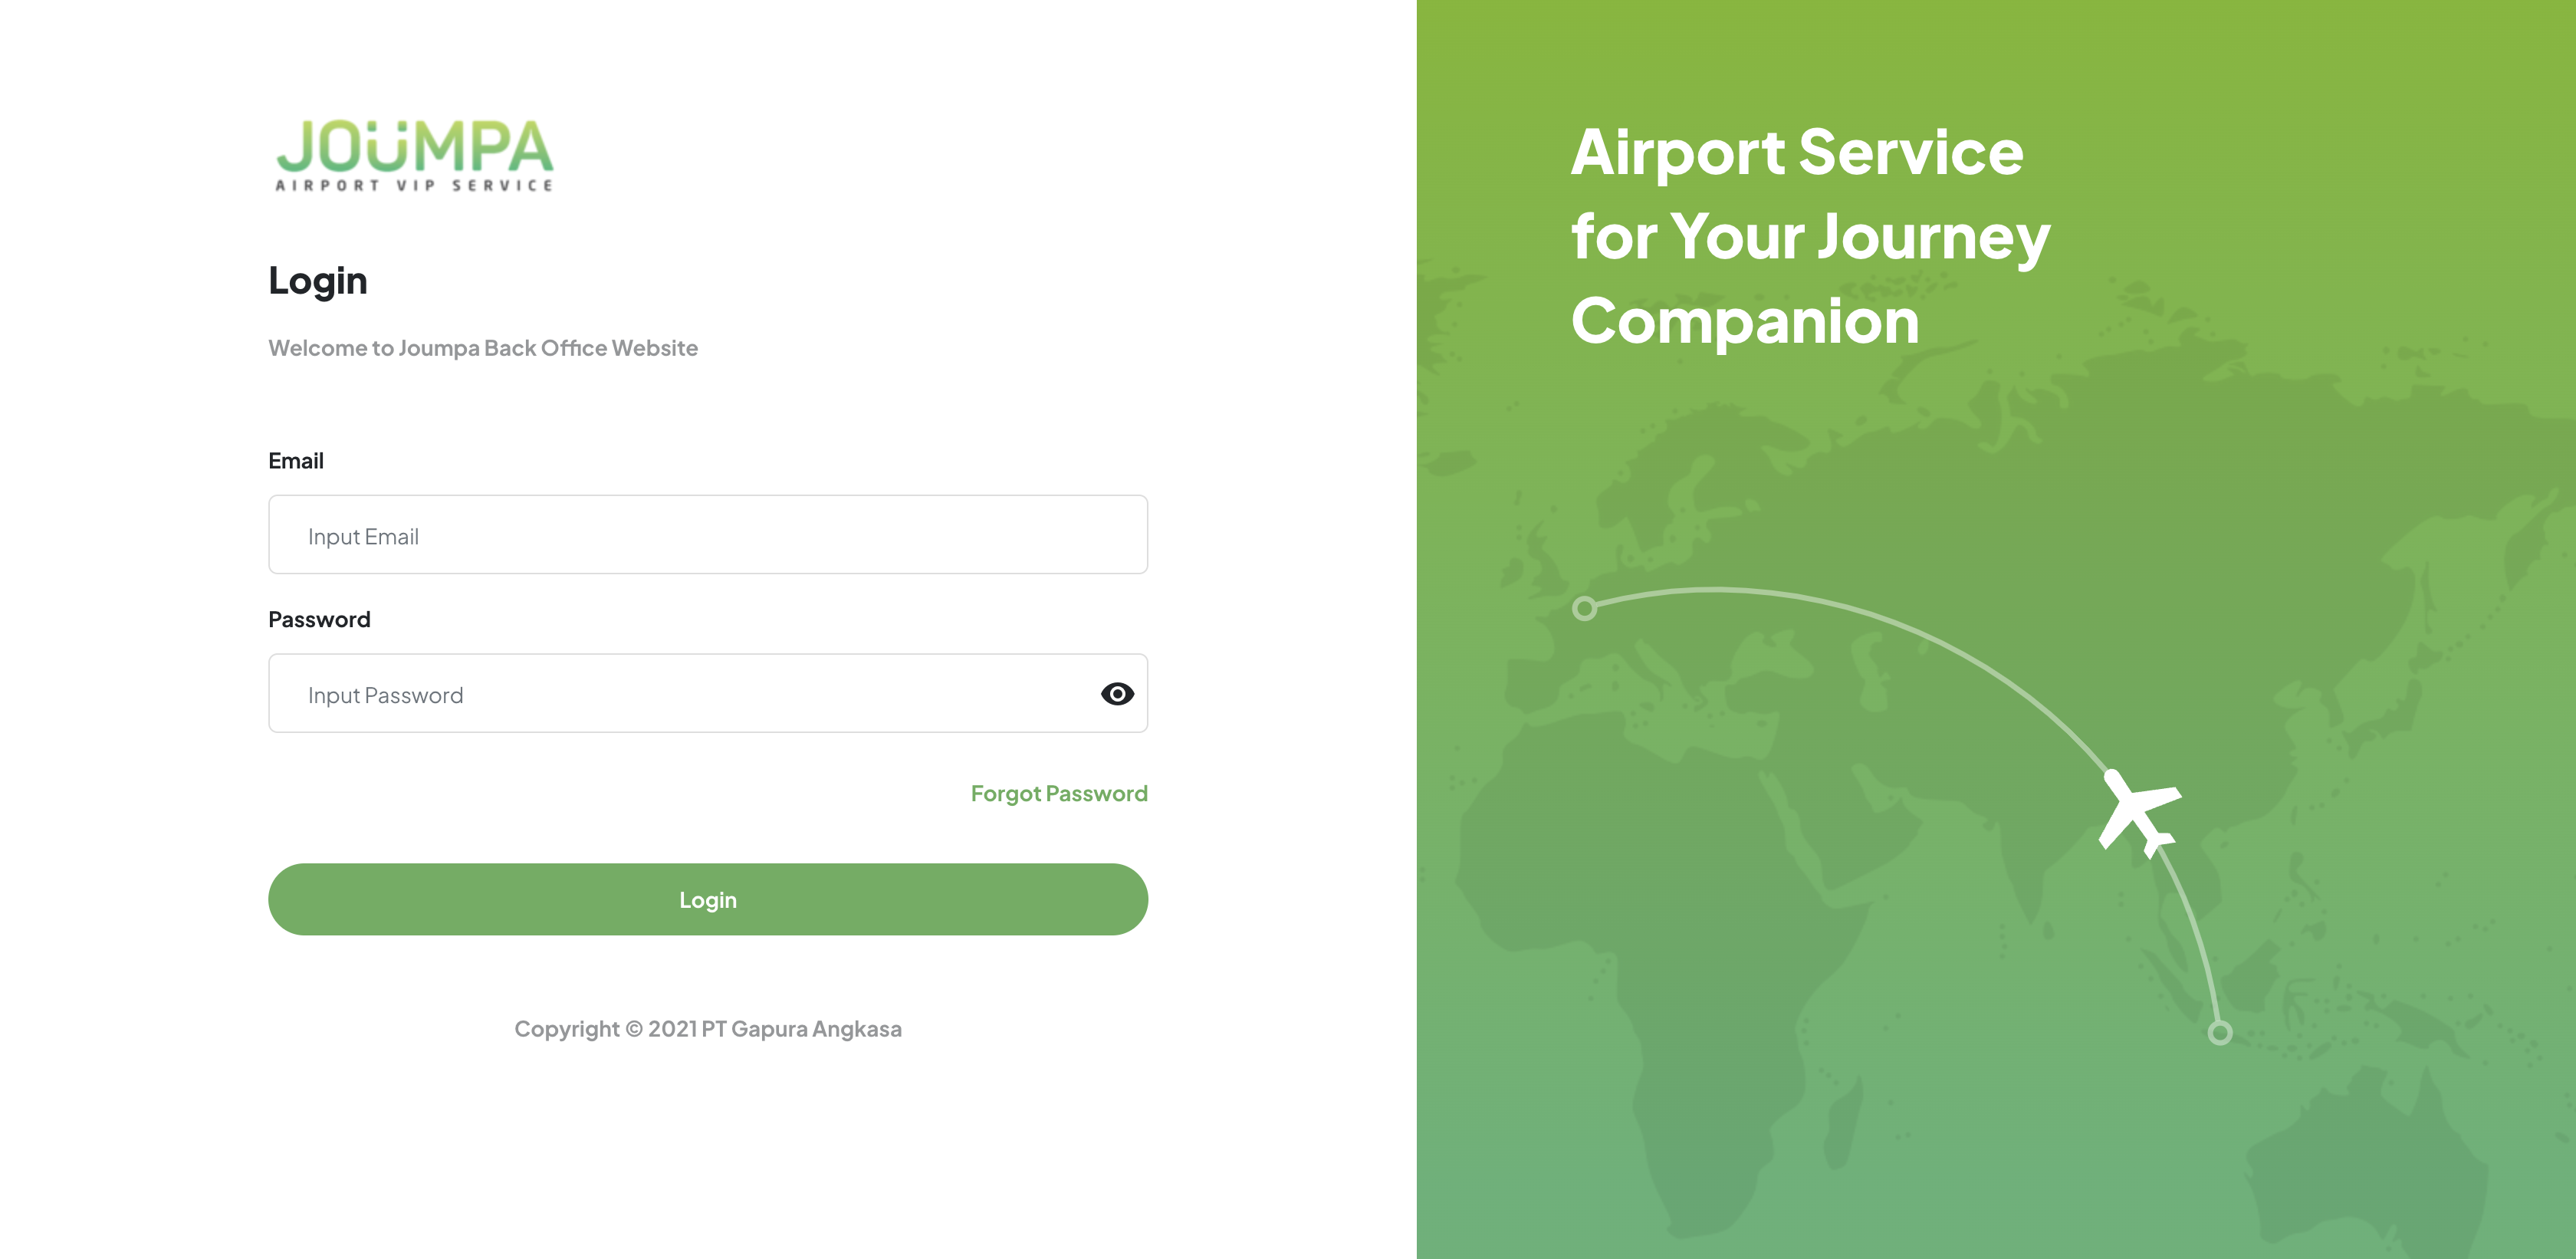 JOÜMPA
AIRPORT VIP SERVICE
Login
Welcome to Joumpa Back Office Website
Email
Input Email
Password
Input Password
Forgot Password
Login
Copyright © 2021 PT Gapura Angkasa
Airport Service
for Your Journey
Companion